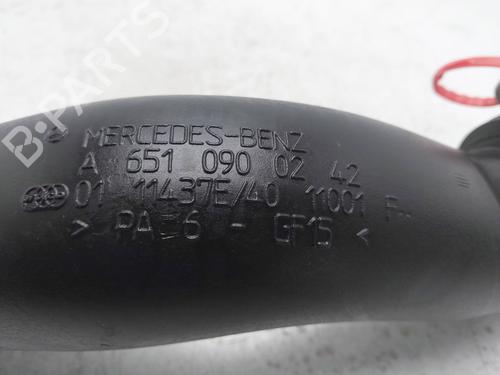 B-PARTS
MERCEDES-BENZ
A 651 090 02 42
01 11437E/40 11001 F
> PA 6 - GF15 <